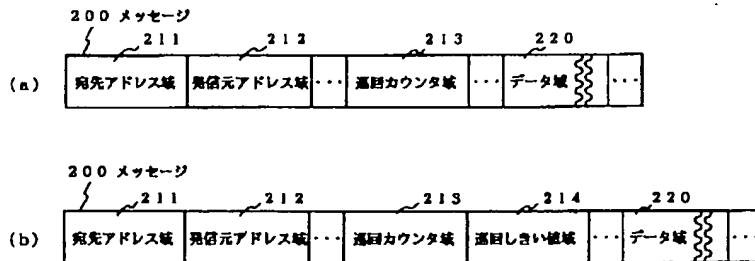 200 メッセージ
211 212 213 220
(a) 宛先アドレス域 発信元アドレス域 ··· 巡回カウンタ域 ··· データ域 ···
200 メッセージ
211 212 213 214 220
(b) 宛先アドレス域 発信元アドレス域 ··· 巡回カウンタ域 巡回しきい値域 ··· データ域 ···